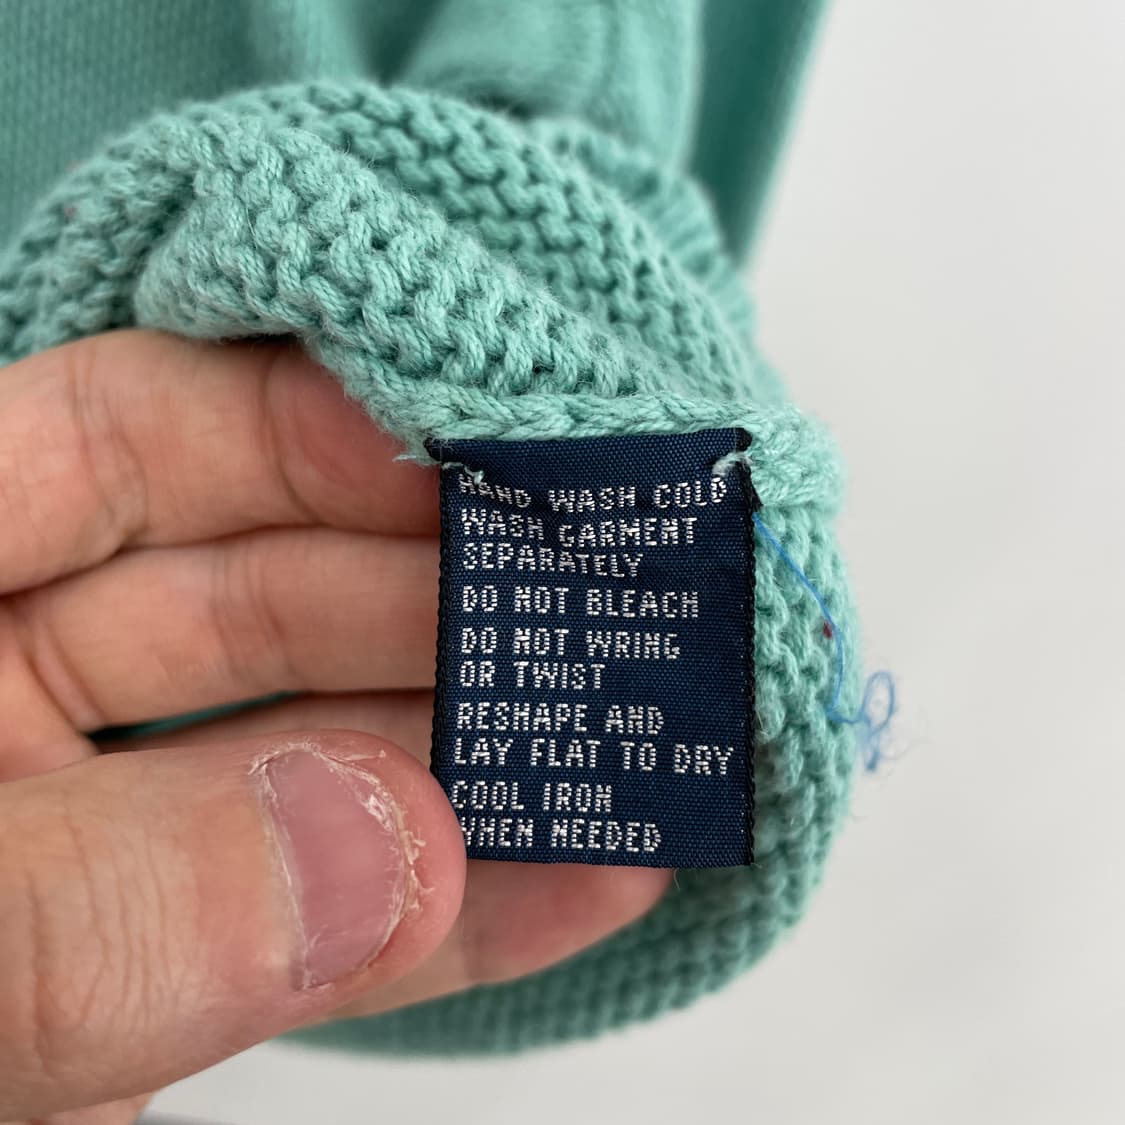 HAND WASH COLD
WASH GARMENT
SEPARATELY
DO NOT BLEACH
DO NOT WRING
OR TWIST
RESHAPE AND
LAY FLAT TO DRY
COOL IRON
WHEN NEEDED